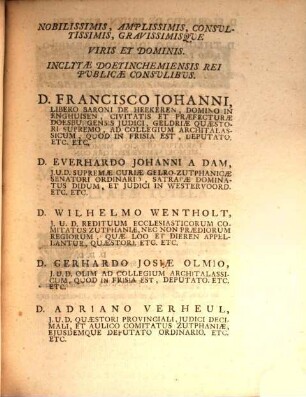 NOBILISSIMIS, AMPLISSIMIS, CONSUL-
TISSIMIS, GRAVISSIMISQUE
VIRIS ET DOMINIS.
INCLYTÆ DOETINCHEMIENSIS REI
PUBLICÆ CONSULIBUS.
D. FRANCISCO JOHANNI,
LIBERO BARONI DE HEEKEREN, DOMINO IN
ENGHUISEN, CIVITATIS ET PRÆFECTURÆ
DOESBURGENSIS JUDICI, GELDRIÆ QUÆSTO-
RI SUPREMO, AD COLLEGIUM ARCHITALAS-
SICUM, QUOD IN FRISIA EST, DEPUTATO.
ETC. ETC.
D. EVERHARDO JOHANNI A DAM,
J.U.D. SUPREMÆ CURIÆ GELRO-ZUTPHANICÆ
SENATORI ORDINARIO, SATRAPÆ DOMINA-
TUS DIDUM, ET JUDICI IN WESTERVOORD.
ETC. ETC.
D. WILHELMO WENTHOLT,
J. U. D. REDITUUM ECCLESIASTICORUM CO-
MITATUS ZUTPHANIÆ, NEC NON PRÆDIORUM
REGIORUM, QUÆ LOO ET DIEREN APPEL-
LANTUR, QUÆSTORI. ETC. ETC.
D. GERHARDO JOSIÆ OLMIO,
J.U.D. OLIM AD COLLEGIUM ARCHITALASSI-
CUM, QUOD IN FRISIA EST, DEPUTATO. ETC.
ETC.
D. ADRIANO VERHEUL,
J.U.D. QUÆSTORI PROVINCIALI, JUDICI DECI-
MALI, ET AULICO COMITATUS ZUTPHANIÆ,
EJUSDEMQUE DEPUTATO ORDINARIO. ETC.
ETC.